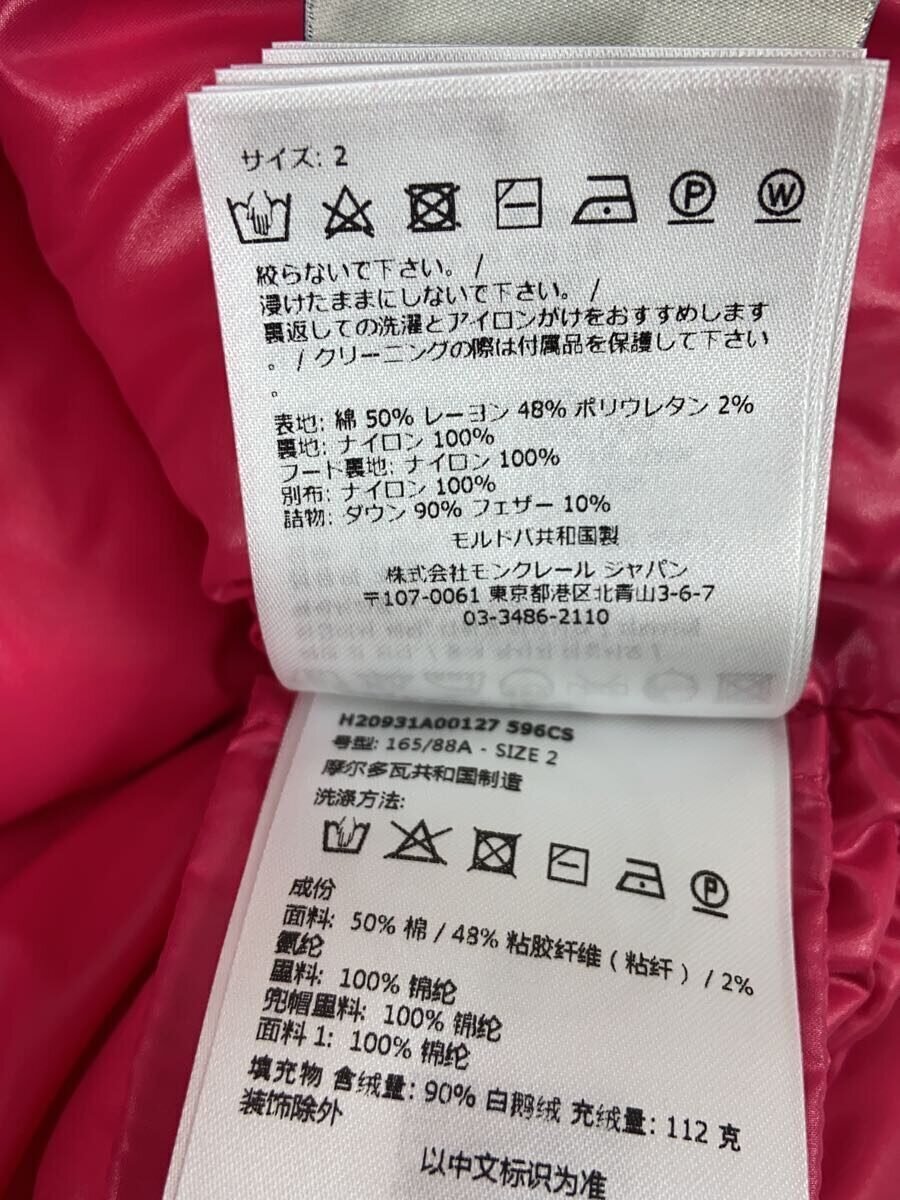 サイズ: 2
P
W
絞らないで下さい。 /
浸けたままにしないで下さい。 /
裏返しての洗濯とアイロンがけをおすすめします
。 / クリーニングの際は付属品を保護して下さい
。
表地: 綿 50% レーヨン 48% ポリウレタン 2%
裏地: ナイロン 100%
フード裏地: ナイロン 100%
別布: ナイロン 100%
詰物: ダウン 90% フェザー 10%
モルドバ共和国製
株式会社モンクレール ジャパン
〒107-0061 東京都港区北青山3-6-7
03-3486-2110
H20931A00127 596CS
号型: 165/88A - SIZE 2
摩尔多瓦共和国制造
洗涤方法:
P
成份
面料: 50% 棉 / 48% 粘胶纤维 ( 粘纤 ) / 2%
氨纶
里料: 100% 锦纶
兜帽里料: 100% 锦纶
面料 1: 100% 锦纶
填充物 含绒量: 90% 白鹅绒 充绒量: 112 克
装饰除外
以中文标识为准